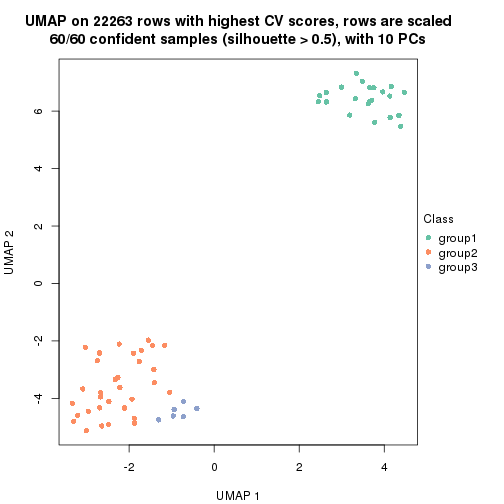 UMAP on 22263 rows with highest CV scores, rows are scaled
60/60 confident samples (silhouette > 0.5), with 10 PCs
6
4
2
0
-2
-4
UMAP 2
-2
0
2
4
UMAP 1
Class
group1
group2
group3